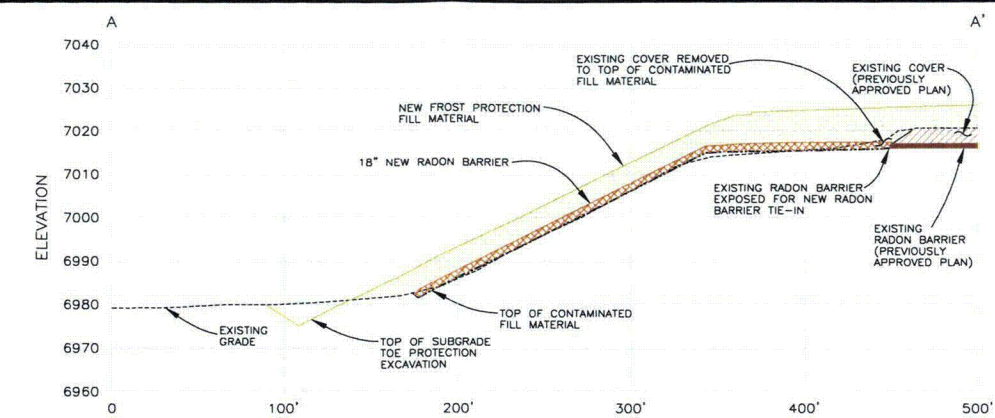 A
A'
7040
7030
7020
7010
7000
6990
6980
6970
6960
ELEVATION
EXISTING COVER REMOVED
TO TOP OF CONTAMINATED
FILL MATERIAL
EXISTING COVER
(PREVIOUSLY
APPROVED PLAN)
NEW FROST PROTECTION
FILL MATERIAL
18" NEW RADON BARRIER
EXISTING RADON BARRIER
EXPOSED FOR NEW RADON
BARRIER TIE-IN
EXISTING
RADON BARRIER
(PREVIOUSLY
APPROVED PLAN)
TOP OF CONTAMINATED
FILL MATERIAL
EXISTING
GRADE
TOP OF SUBGRADE
TOE PROTECTION
EXCAVATION
0
100'
200'
300'
400'
500'